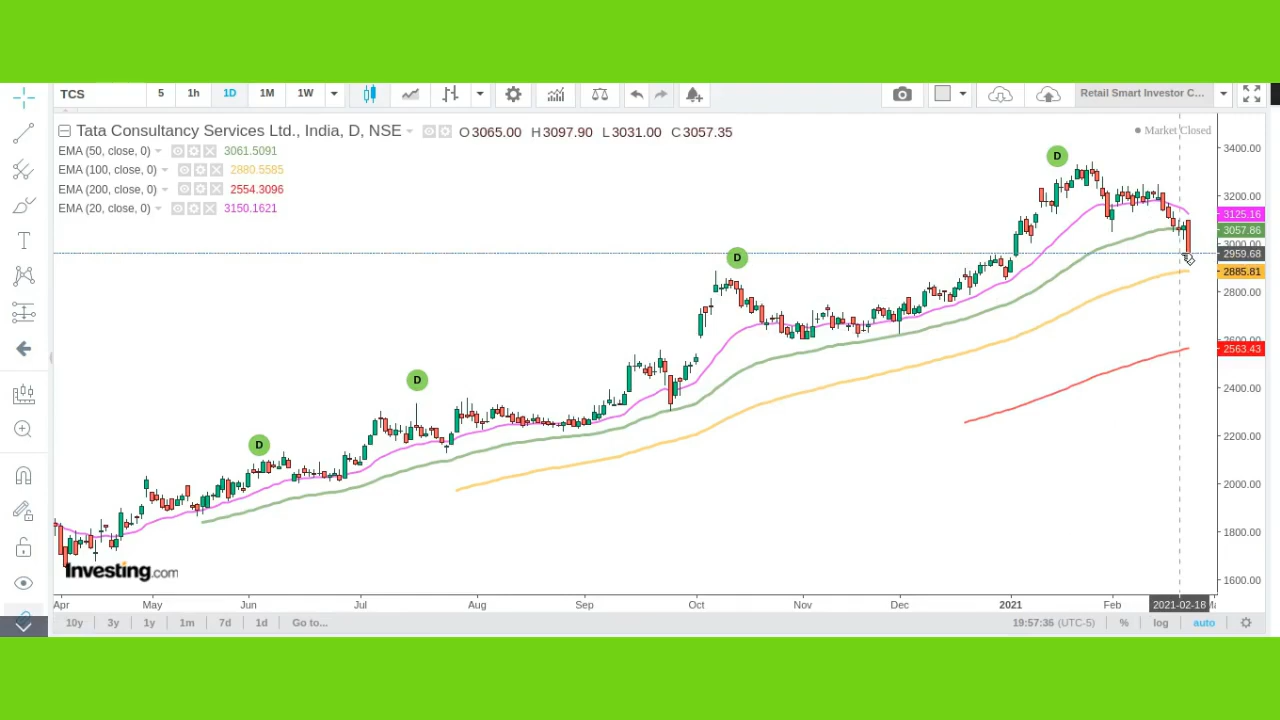 TCS 5 1h 1D 1M 1W Retail Smart Investor C...
Tata Consultancy Services Ltd., India, D, NSE O3065.00 H3097.90 L3031.00 C3057.35
Market Closed
EMA (50, close, 0) 3061.5091
EMA (100, close, 0) 2880.5585
EMA (200, close, 0) 2554.3096
EMA (20, close, 0) 3150.1621
D
D
D
D
3400.00
3200.00
3125.16
3057.86
3000.00
2959.68
2885.81
2800.00
2563.43
2400.00
2200.00
2000.00
1800.00
1600.00
Investing.com
Apr May Jun Jul Aug Sep Oct Nov Dec 2021 Feb 2021-02-18
10y 3y 1y 1m 7d 1d Go to... 19:57:36 (UTC-5) % log auto